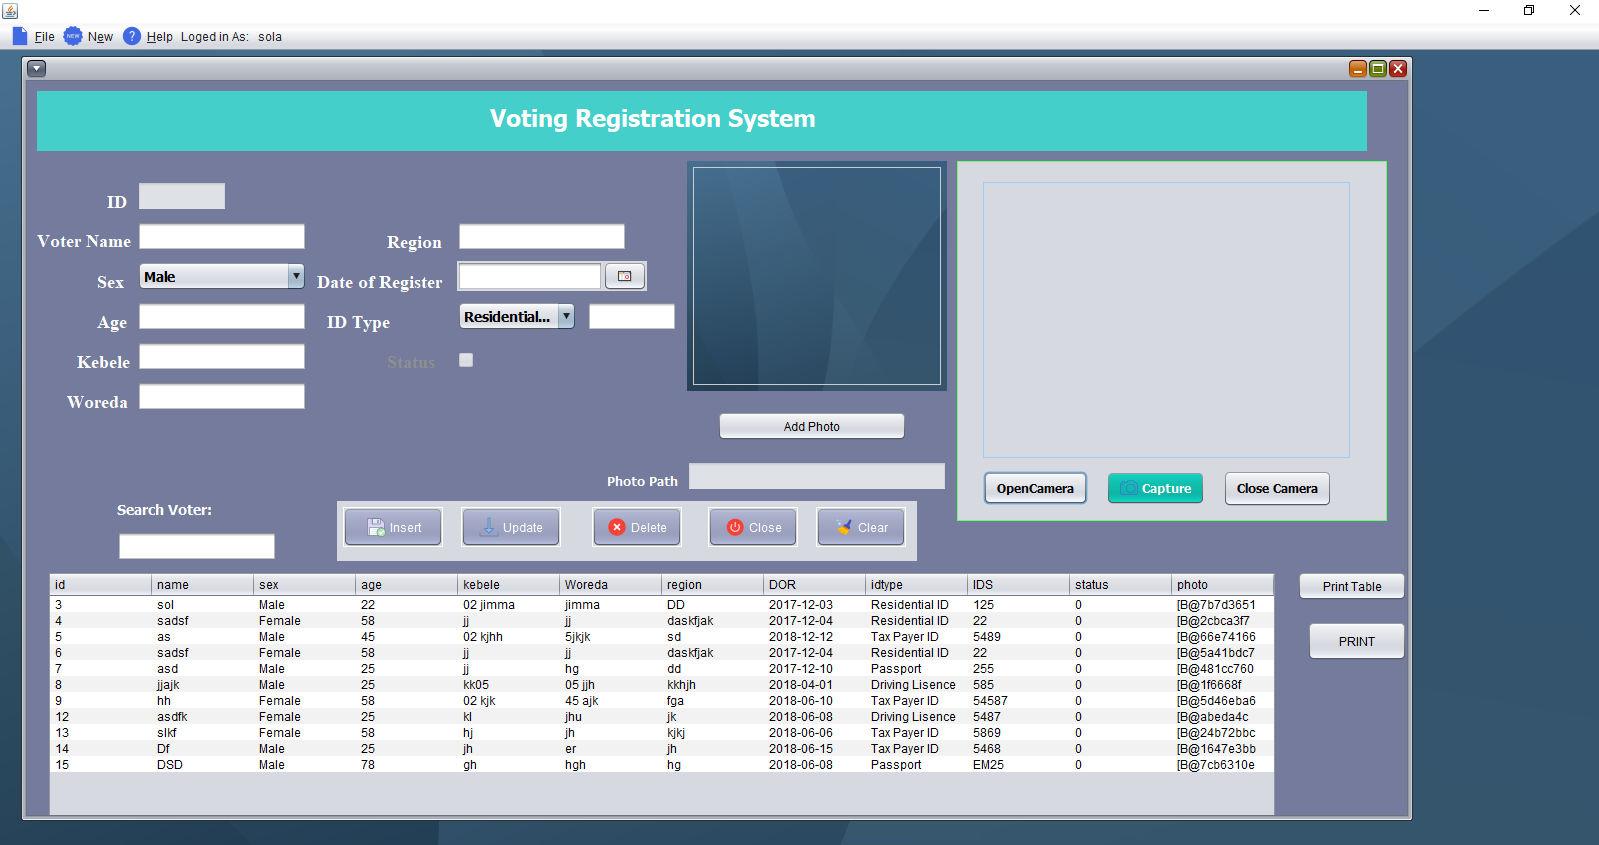 File New Help Loged in As: sola
Voting Registration System
ID
Voter Name
Region
Sex Male
Date of Register
Age
ID Type Residential...
Kebele
Status
Woreda
Add Photo
Photo Path
OpenCamera Capture Close Camera
Search Voter:
Insert Update Delete Close Clear
id name sex age kebele Woreda region DOR idtype IDS status photo
3 sol Male 22 02 jimma jimma DD 2017-12-03 Residential ID 125 0 [B@7b7d3651
4 sadsf Female 58 jj jj daskfjak 2017-12-04 Residential ID 22 0 [B@2cbca3f7
5 as Male 45 02 kjhh 5jkjk sd 2018-12-12 Tax Payer ID 5489 0 [B@66e74166
6 sadsf Female 58 jj jj daskfjak 2017-12-04 Residential ID 22 0 [B@5a41bdc7
7 asd Male 25 jj hg dd 2017-12-10 Passport 255 0 [B@481cc760
8 jjajk Male 25 kk05 05 jjh kkhjh 2018-04-01 Driving Lisence 585 0 [B@1f6668f
9 hh Female 58 02 kjk 45 ajk fga 2018-06-10 Tax Payer ID 54587 0 [B@5d46eba6
12 asdfk Female 25 kl jhu jk 2018-06-08 Driving Lisence 5487 0 [B@abeda4c
13 slkf Female 58 hj jh kjkj 2018-06-06 Tax Payer ID 5869 0 [B@24b72bbc
14 Df Male 25 jh er jh 2018-06-15 Tax Payer ID 5468 0 [B@1647e3bb
15 DSD Male 78 gh hgh hg 2018-06-08 Passport EM25 0 [B@7cb6310e
Print Table
PRINT